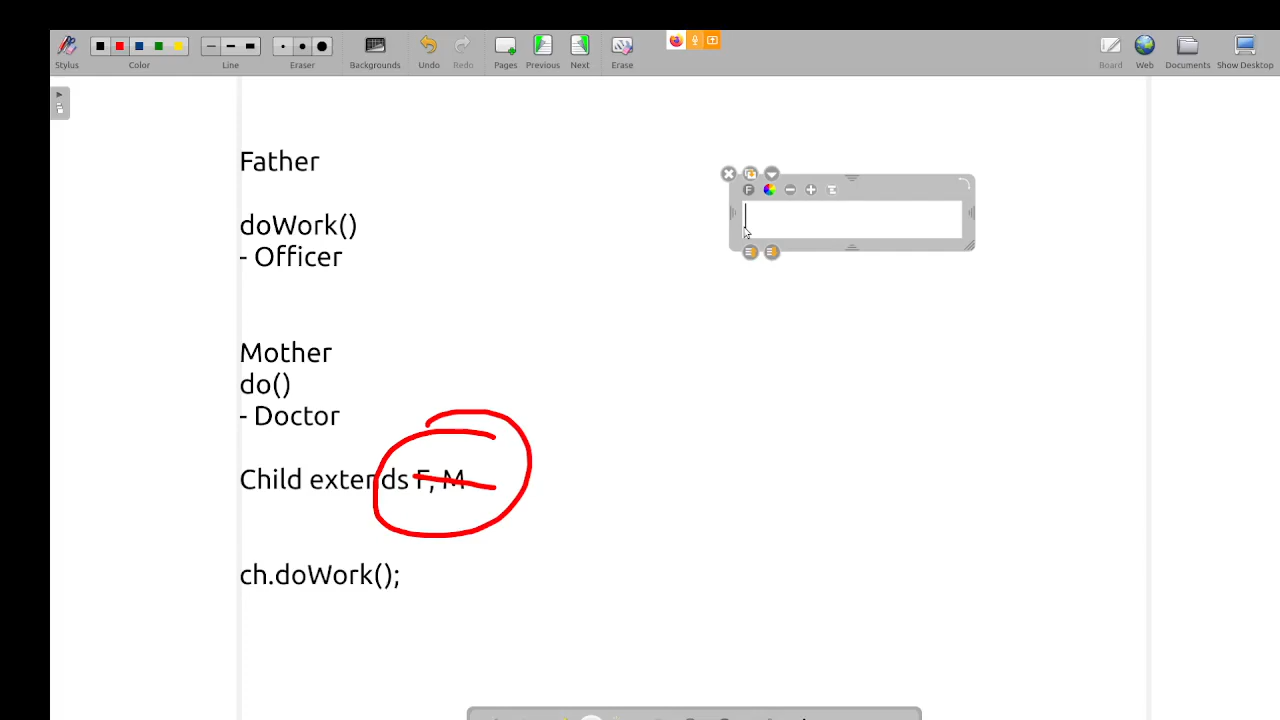 Stylus
Color
Line
Eraser
Backgrounds
Undo
Redo
Pages
Previous
Next
Erase
Board
Web
Documents
Show Desktop
F
Father
doWork()
- Officer
Mother
do()
- Doctor
Child extends F, M
ch.doWork();